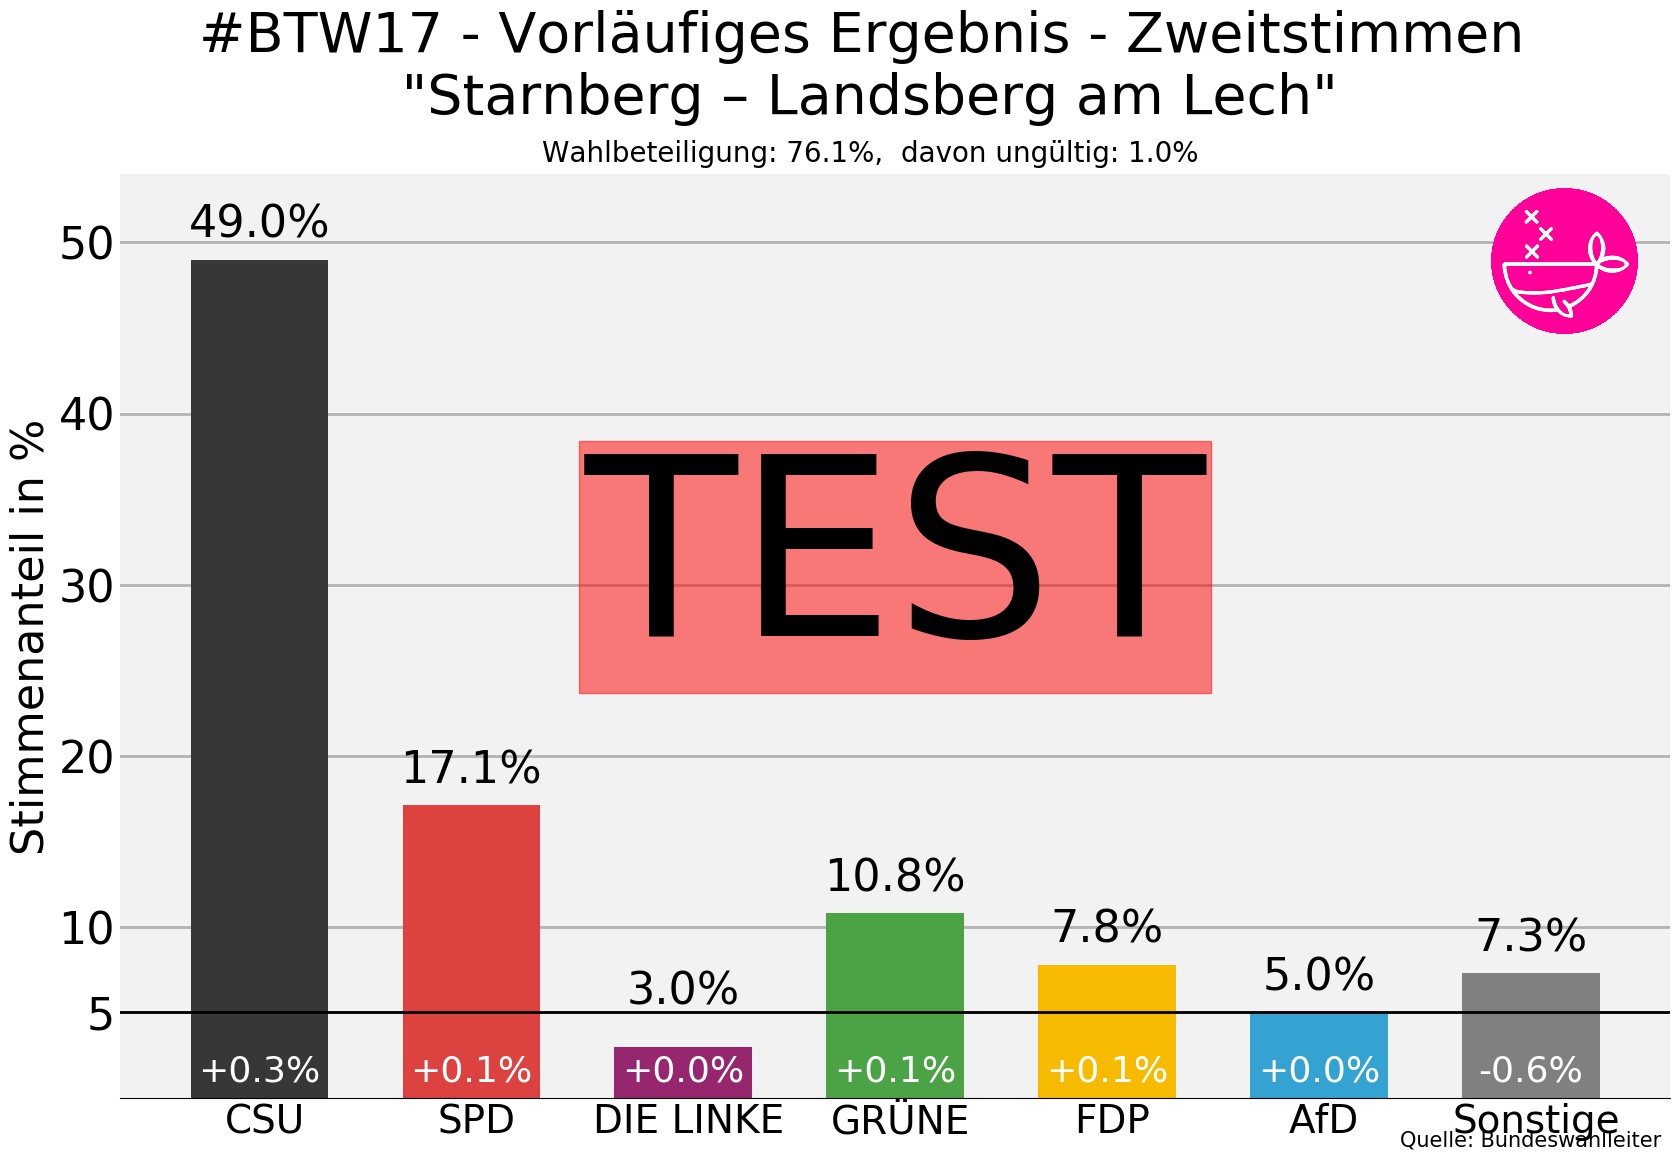 #BTW17 - Vorläufiges Ergebnis - Zweitstimmen
"Starnberg – Landsberg am Lech"
Wahlbeteiligung: 76.1%,  davon ungültig: 1.0%
Stimmenanteil in %
50
40
30
20
10
5
49.0%
17.1%
3.0%
10.8%
7.8%
5.0%
7.3%
TEST
+0.3%
+0.1%
+0.0%
+0.1%
+0.1%
+0.0%
-0.6%
CSU
SPD
DIE LINKE
GRÜNE
FDP
AfD
Sonstige
Quelle: Bundeswahlleiter